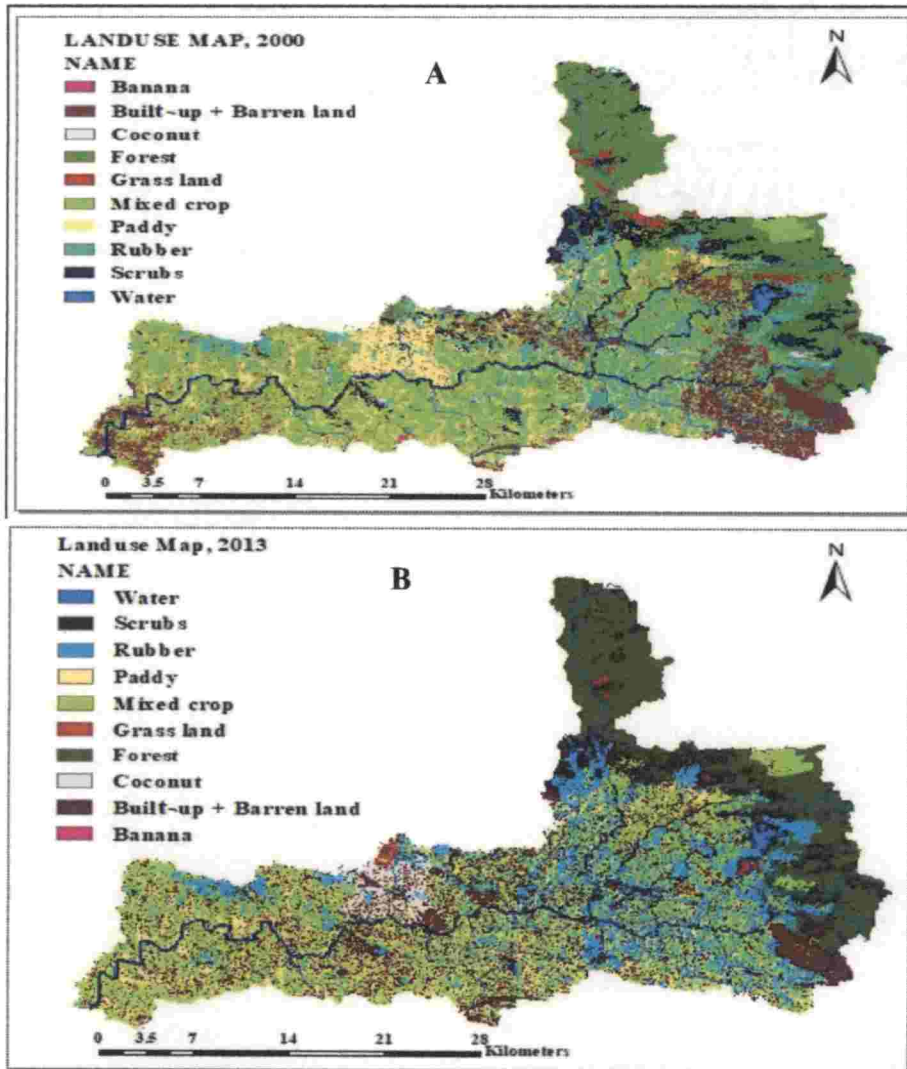 LANDUSE MAP, 2000
NAME
A
N
Banana
Built~up + Barren land
Coconut
Forest
Grass land
Mixed crop
Paddy
Rubber
Scrubs
Water
0 3.5 7 14 21 28
Kilometers
Landuse Map, 2013
NAME
B
N
Water
Scrubs
Rubber
Paddy
Mixed crop
Grass land
Forest
Coconut
Built~up + Barren land
Banana
0 3.5 7 14 21 28
Kilometers